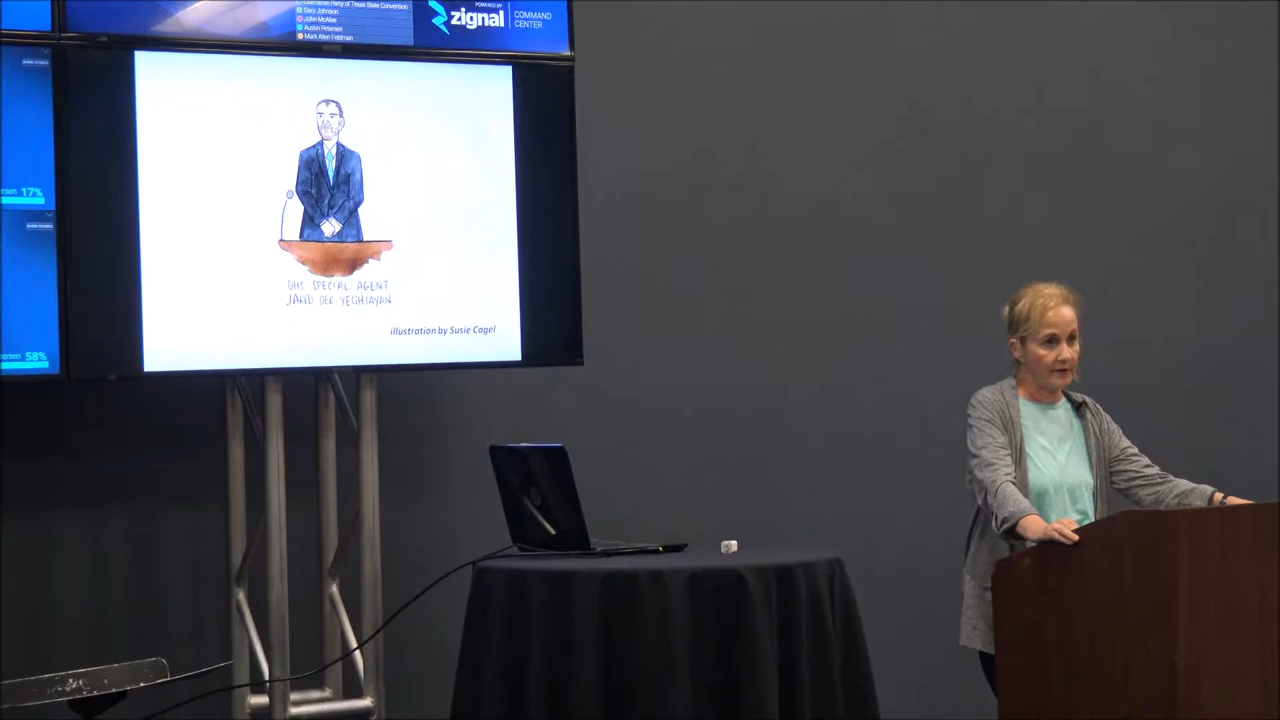 Libertarian Party of Texas State Convention
Gary Johnson
John McAfee
Austin Petersen
Mark Allen Feldman
POWERED BY
zignal
COMMAND
CENTER
ersen 17%
ersen 58%
DHS SPECIAL AGENT
JARED DER-YEGHIAYAN
illustration by Susie Cagel